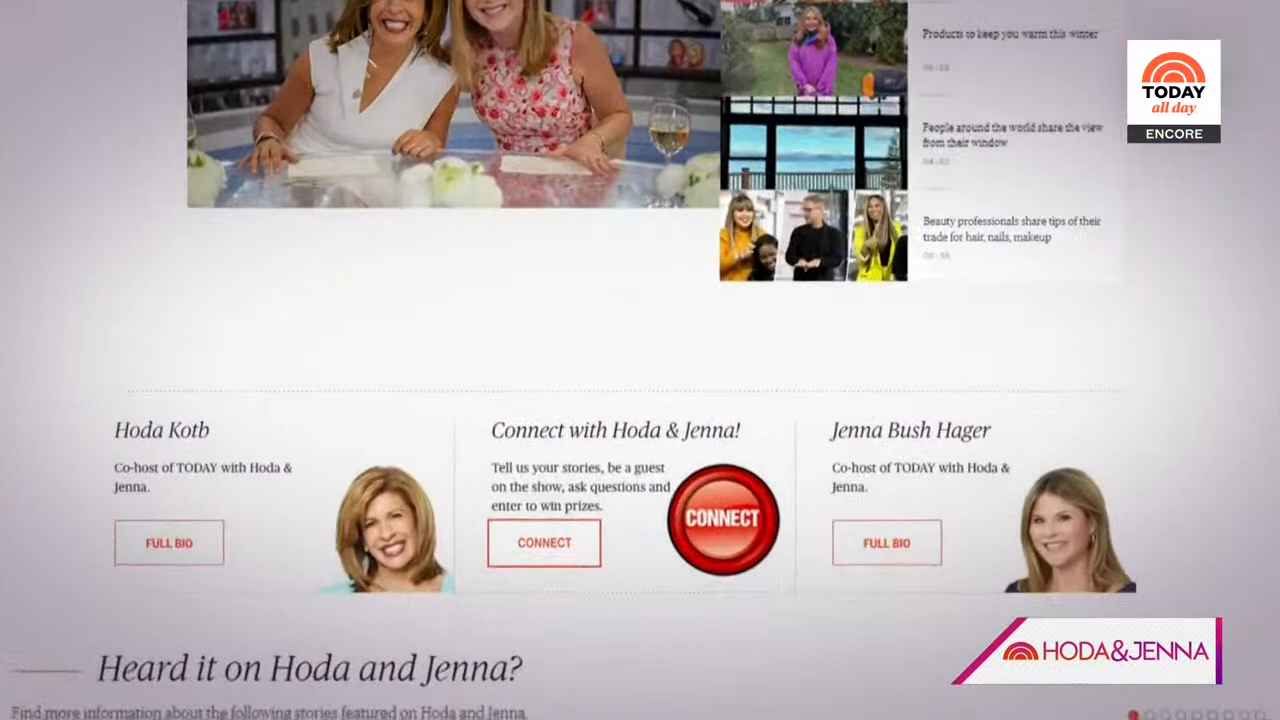 Products to keep you warm this winter
TODAY
all day
ENCORE
People around the world share the view
from their window
Beauty professionals share tips of their
trade for hair, nails, makeup
Hoda Kotb
Co-host of TODAY with Hoda &
Jenna.
FULL BIO
Connect with Hoda & Jenna!
Tell us your stories, be a guest
on the show, ask questions and
enter to win prizes.
CONNECT
CONNECT
Jenna Bush Hager
Co-host of TODAY with Hoda &
Jenna.
FULL BIO
HODA&JENNA
Heard it on Hoda and Jenna?
Find more information about the following stories featured on Hoda and Jenna.